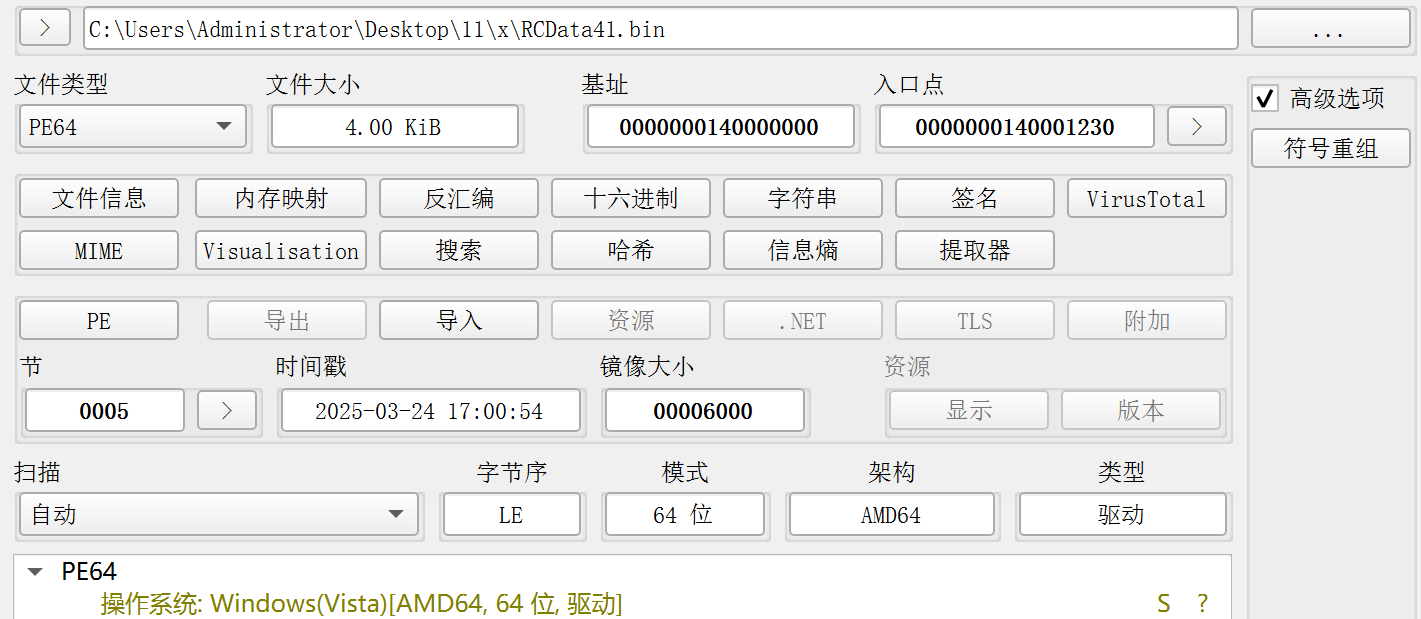 C:\Users\Administrator\Desktop\11\x\RCData41.bin ...
文件类型 文件大小 基址 入口点
高级选项
PE64 4.00 KiB 0000000140000000 0000000140001230 >
符号重组
文件信息 内存映射 反汇编 十六进制 字符串 签名 VirusTotal
MIME Visualisation 搜索 哈希 信息熵 提取器
PE 导出 导入 资源 .NET TLS 附加
节 时间戳 镜像大小 资源
0005 > 2025-03-24 17:00:54 00006000 显示 版本
扫描 字节序 模式 架构 类型
自动 LE 64 位 AMD64 驱动
PE64
操作系统: Windows(Vista)[AMD64, 64 位, 驱动] S ?